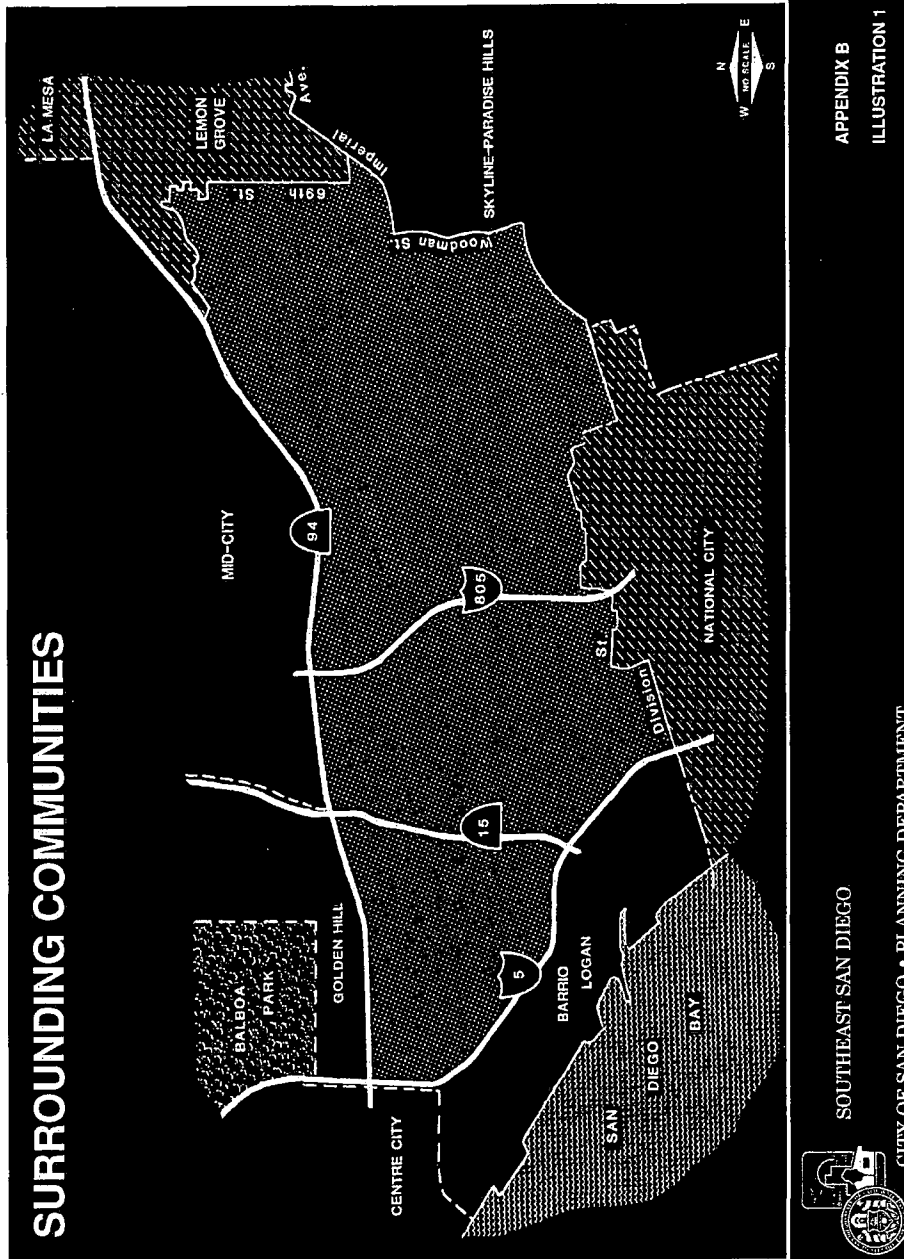 SURROUNDING COMMUNITIES
LA MESA
LEMON
GROVE
Imperial
Ave.
69th
St.
MID-CITY
94
BALBOA
PARK
GOLDEN HILL
15
805
Woodman
St.
SKYLINE-PARADISE HILLS
CENTRE CITY
5
BARRIO
LOGAN
Division
St.
NATIONAL CITY
SAN
DIEGO
BAY
N
W
NO SCALE
E
S
SOUTHEAST SAN DIEGO
CITY OF SAN DIEGO • PLANNING DEPARTMENT
APPENDIX B
ILLUSTRATION 1